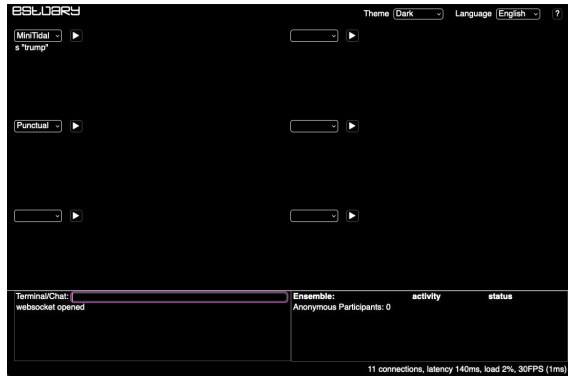 estuary
Theme Dark Language English ?
MiniTidal
s "trump"
Punctual
Terminal/Chat:
websocket opened
Ensemble: activity status
Anonymous Participants: 0
11 connections, latency 140ms, load 2%, 30FPS (1ms)